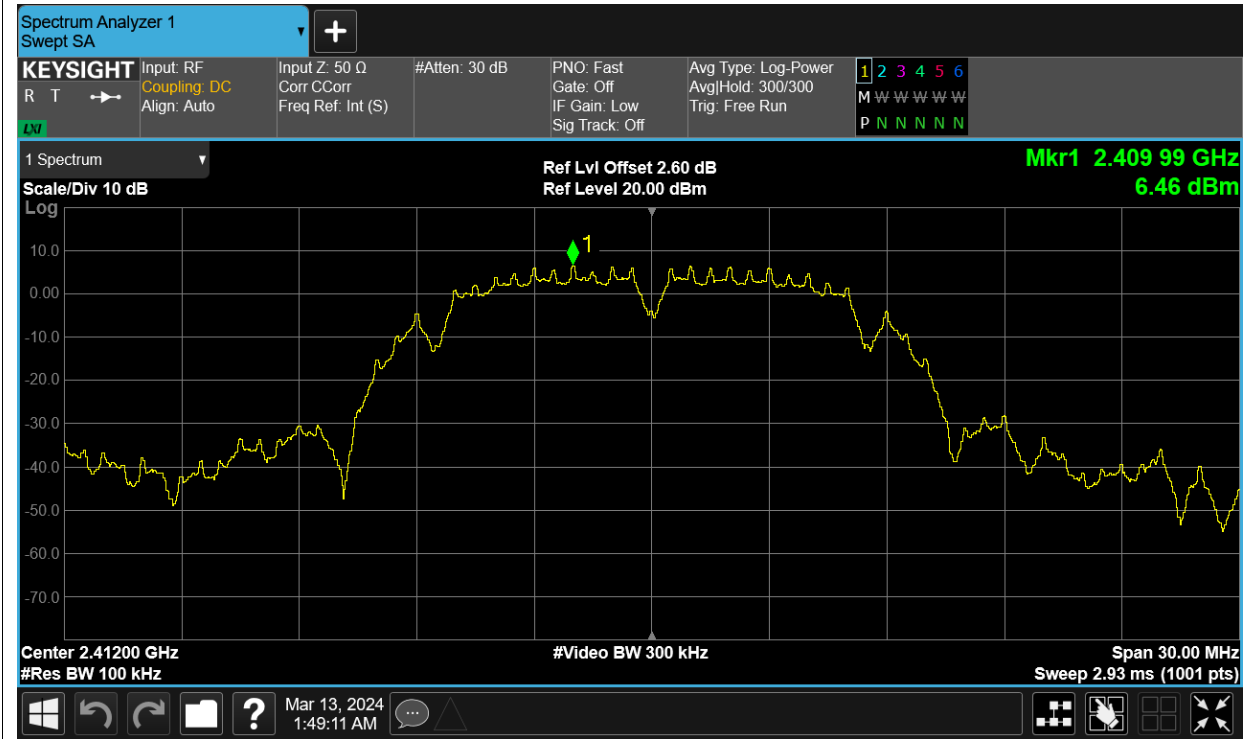 Spectrum Analyzer 1
Swept SA
+
KEYSIGHT
R T
LXI
Input: RF
Coupling: DC
Align: Auto
Input Z: 50 Ω
Corr CCorr
Freq Ref: Int (S)
#Atten: 30 dB
PNO: Fast
Gate: Off
IF Gain: Low
Sig Track: Off
Avg Type: Log-Power
Avg|Hold: 300/300
Trig: Free Run
1 2 3 4 5 6
M W W W W W W
P N N N N N N
1 Spectrum
Scale/Div 10 dB
Ref Lvl Offset 2.60 dB
Ref Level 20.00 dBm
Mkr1 2.409 99 GHz
6.46 dBm
Log
1
10.0
0.00
-10.0
-20.0
-30.0
-40.0
-50.0
-60.0
-70.0
Center 2.41200 GHz
#Res BW 100 kHz
#Video BW 300 kHz
Span 30.00 MHz
Sweep 2.93 ms (1001 pts)
?
Mar 13, 2024
1:49:11 AM